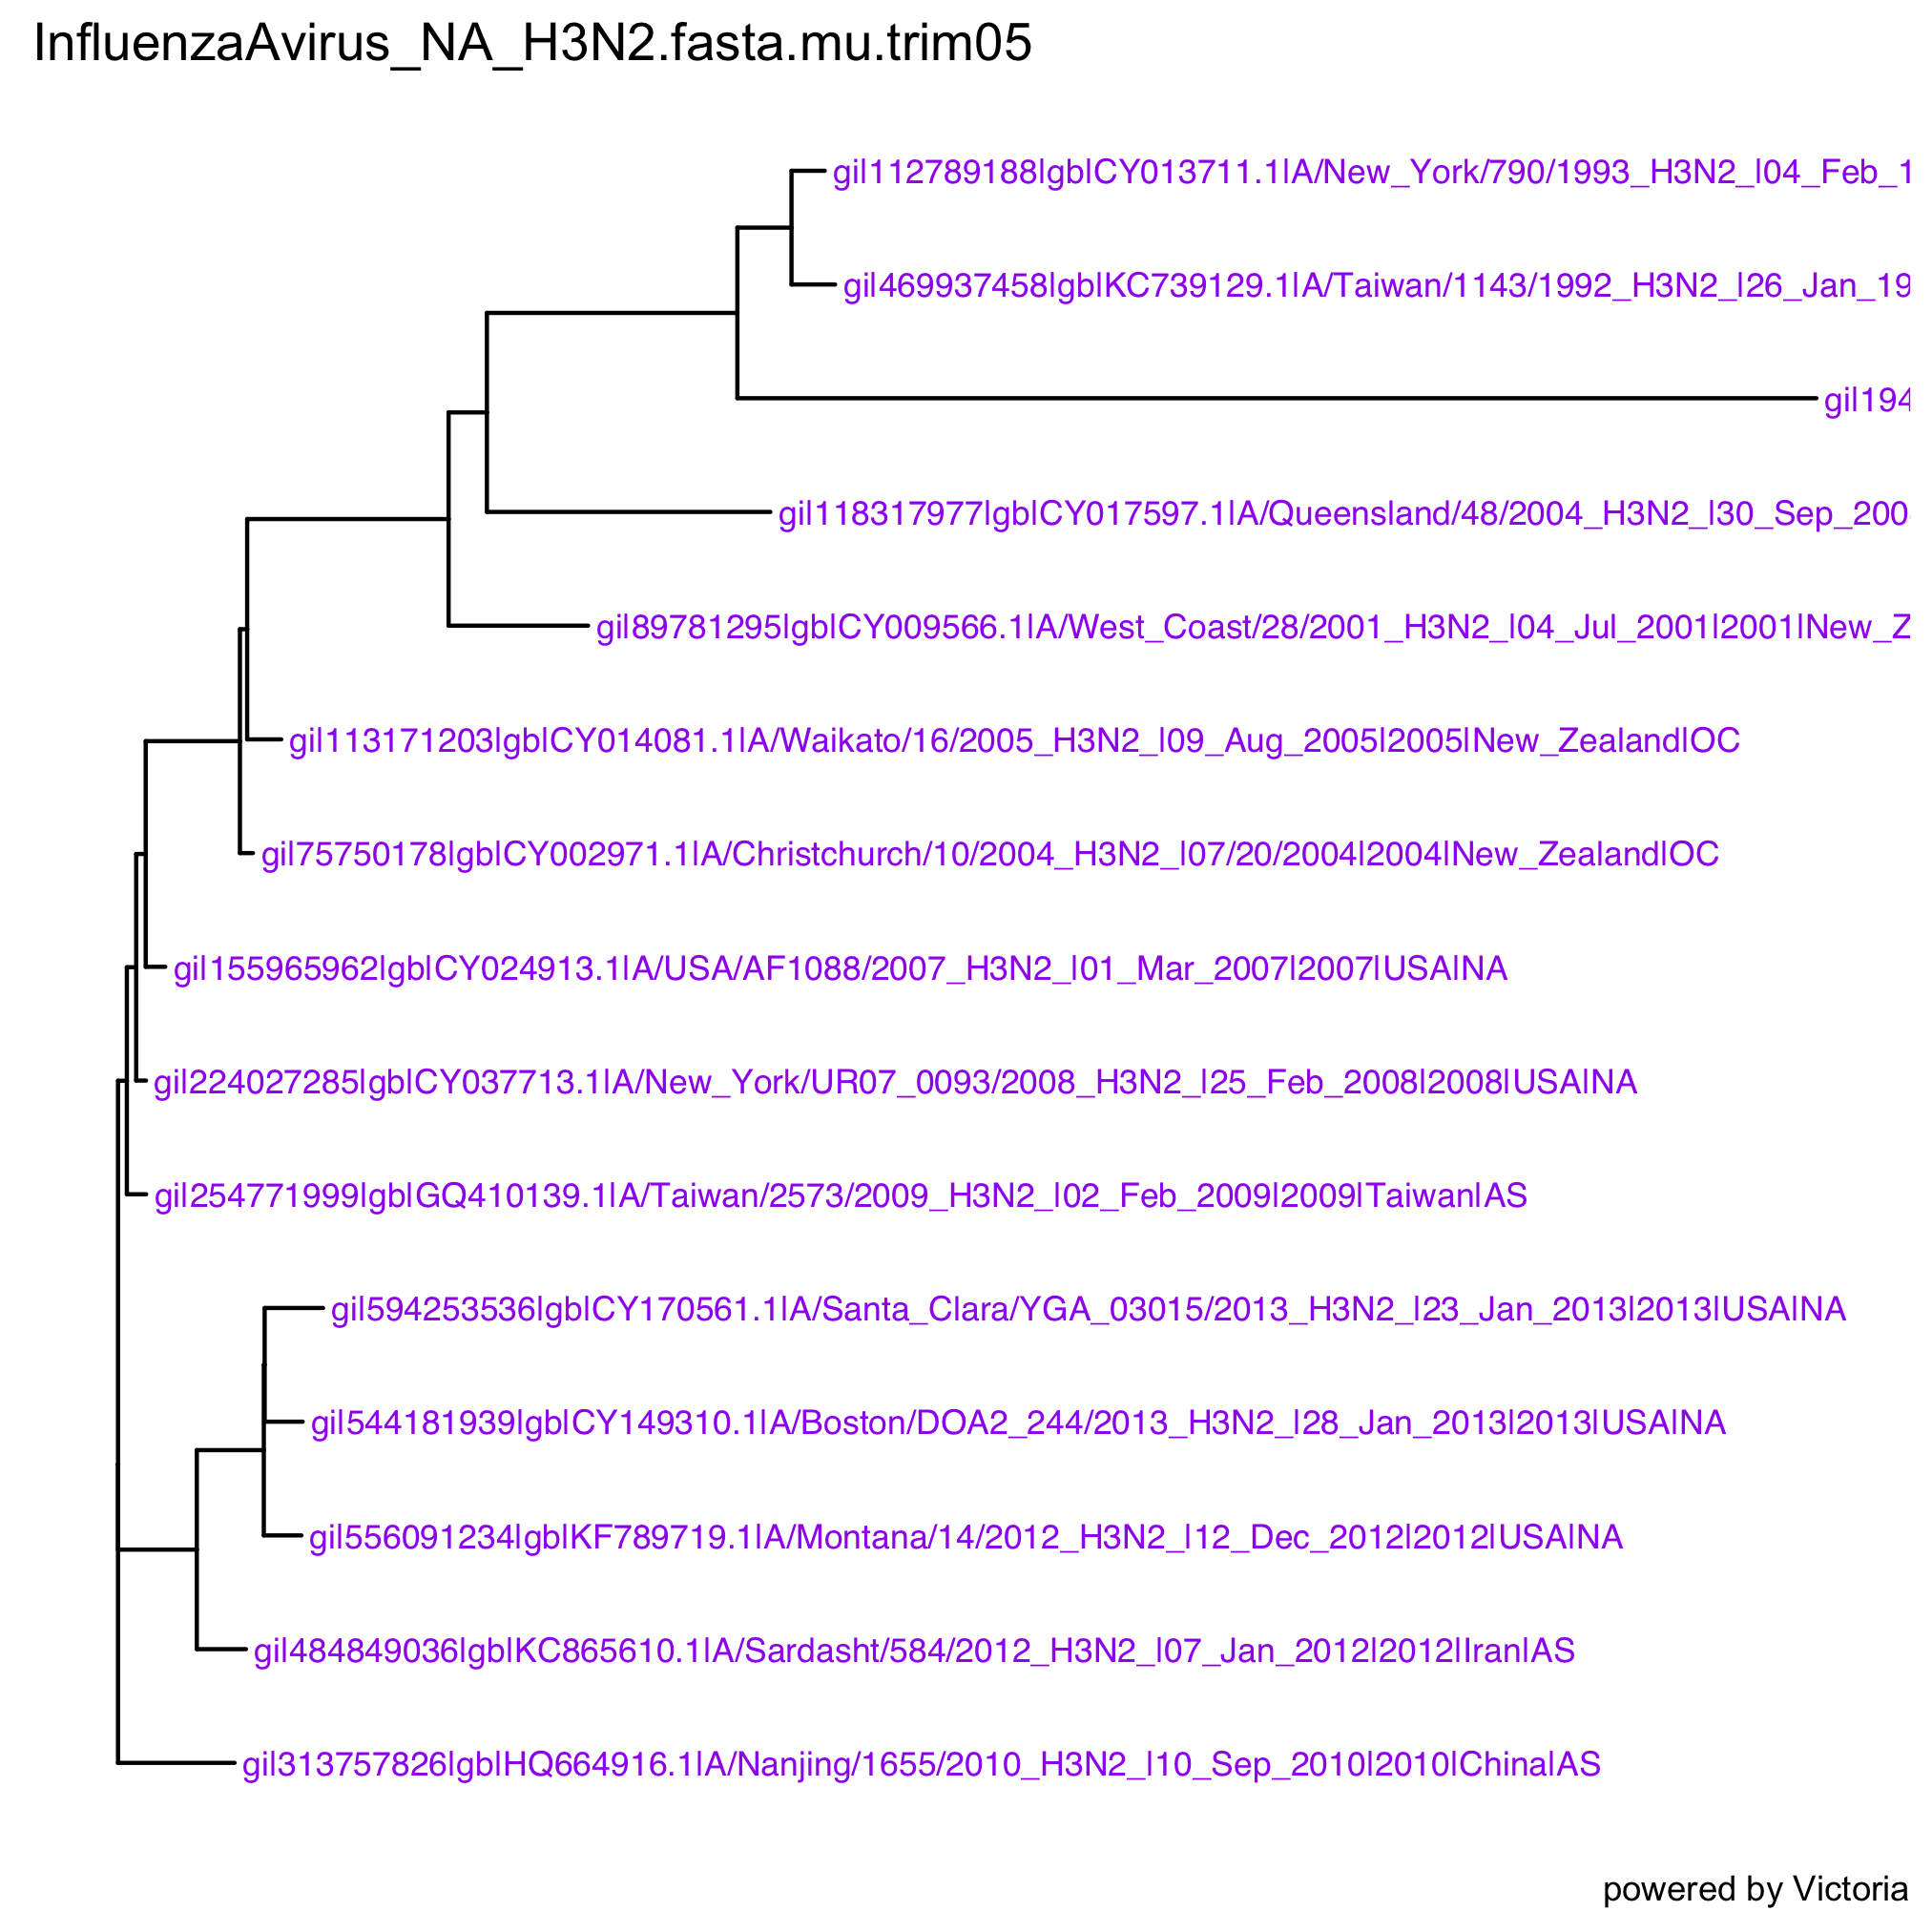 InfluenzaAvirus_NA_H3N2.fasta.mu.trim05
gi|112789188|gb|CY013711.1|A/New_York/790/1993_H3N2_|04_Feb_1
gi|469937458|gb|KC739129.1|A/Taiwan/1143/1992_H3N2_|26_Jan_19
gi|194
gi|118317977|gb|CY017597.1|A/Queensland/48/2004_H3N2_|30_Sep_200
gi|89781295|gb|CY009566.1|A/West_Coast/28/2001_H3N2_|04_Jul_2001|2001|New_Z
gi|113171203|gb|CY014081.1|A/Waikato/16/2005_H3N2_|09_Aug_2005|2005|New_Zealand|OC
gi|75750178|gb|CY002971.1|A/Christchurch/10/2004_H3N2_|07/20/2004|2004|New_Zealand|OC
gi|155965962|gb|CY024913.1|A/USA/AF1088/2007_H3N2_|01_Mar_2007|2007|USA|NA
gi|224027285|gb|CY037713.1|A/New_York/UR07_0093/2008_H3N2_|25_Feb_2008|2008|USA|NA
gi|254771999|gb|GQ410139.1|A/Taiwan/2573/2009_H3N2_|02_Feb_2009|2009|Taiwan|AS
gi|594253536|gb|CY170561.1|A/Santa_Clara/YGA_03015/2013_H3N2_|23_Jan_2013|2013|USA|NA
gi|544181939|gb|CY149310.1|A/Boston/DOA2_244/2013_H3N2_|28_Jan_2013|2013|USA|NA
gi|556091234|gb|KF789719.1|A/Montana/14/2012_H3N2_|12_Dec_2012|2012|USA|NA
gi|484849036|gb|KC865610.1|A/Sardasht/584/2012_H3N2_|07_Jan_2012|2012|Iran|AS
gi|313757826|gb|HQ664916.1|A/Nanjing/1655/2010_H3N2_|10_Sep_2010|2010|China|AS
powered by Victoria